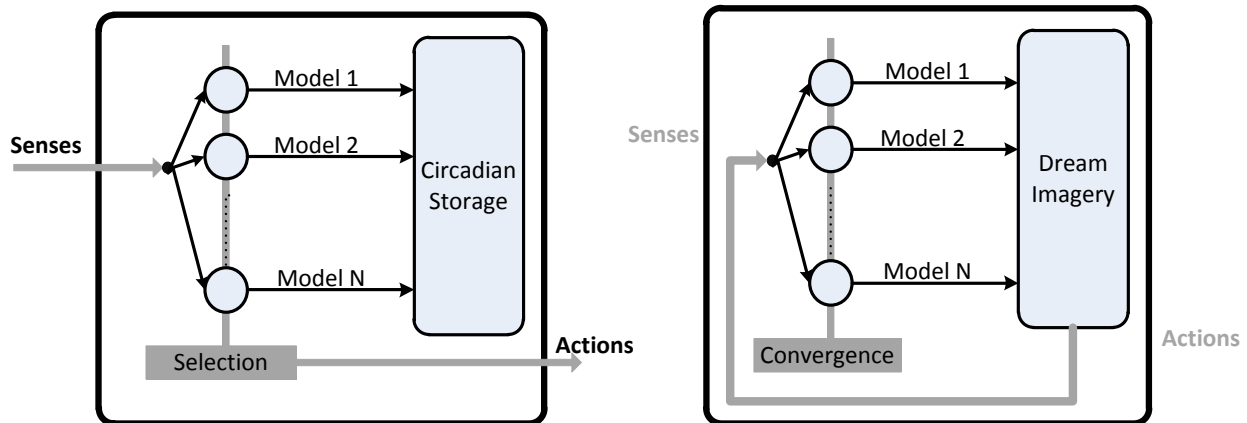 Senses
Model 1
Model 2
Model N
Circadian
Storage
Selection
Actions
Senses
Model 1
Model 2
Model N
Dream
Imagery
Convergence
Actions